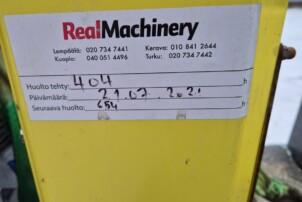 RealMachinery
Lempäälä: 020 734 7441 Kerava: 010 841 2644
Kuopio: 040 051 4496 Turku: 020 734 7442
Huolto tehty: 404 h
Päivämäärä: 21.07.2021
Seuraava huolto: 654 h